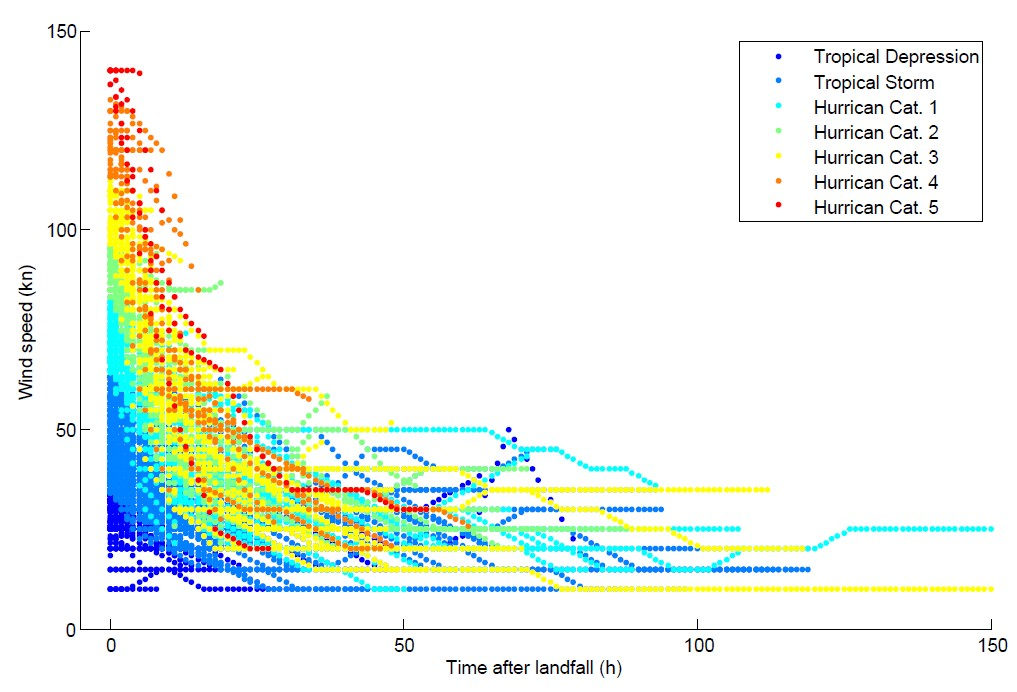 150
Tropical Depression
Tropical Storm
Hurrican Cat. 1
Hurrican Cat. 2
Hurrican Cat. 3
Hurrican Cat. 4
Hurrican Cat. 5
100
Wind speed (kn)
50
0
0
50
100
150
Time after landfall (h)